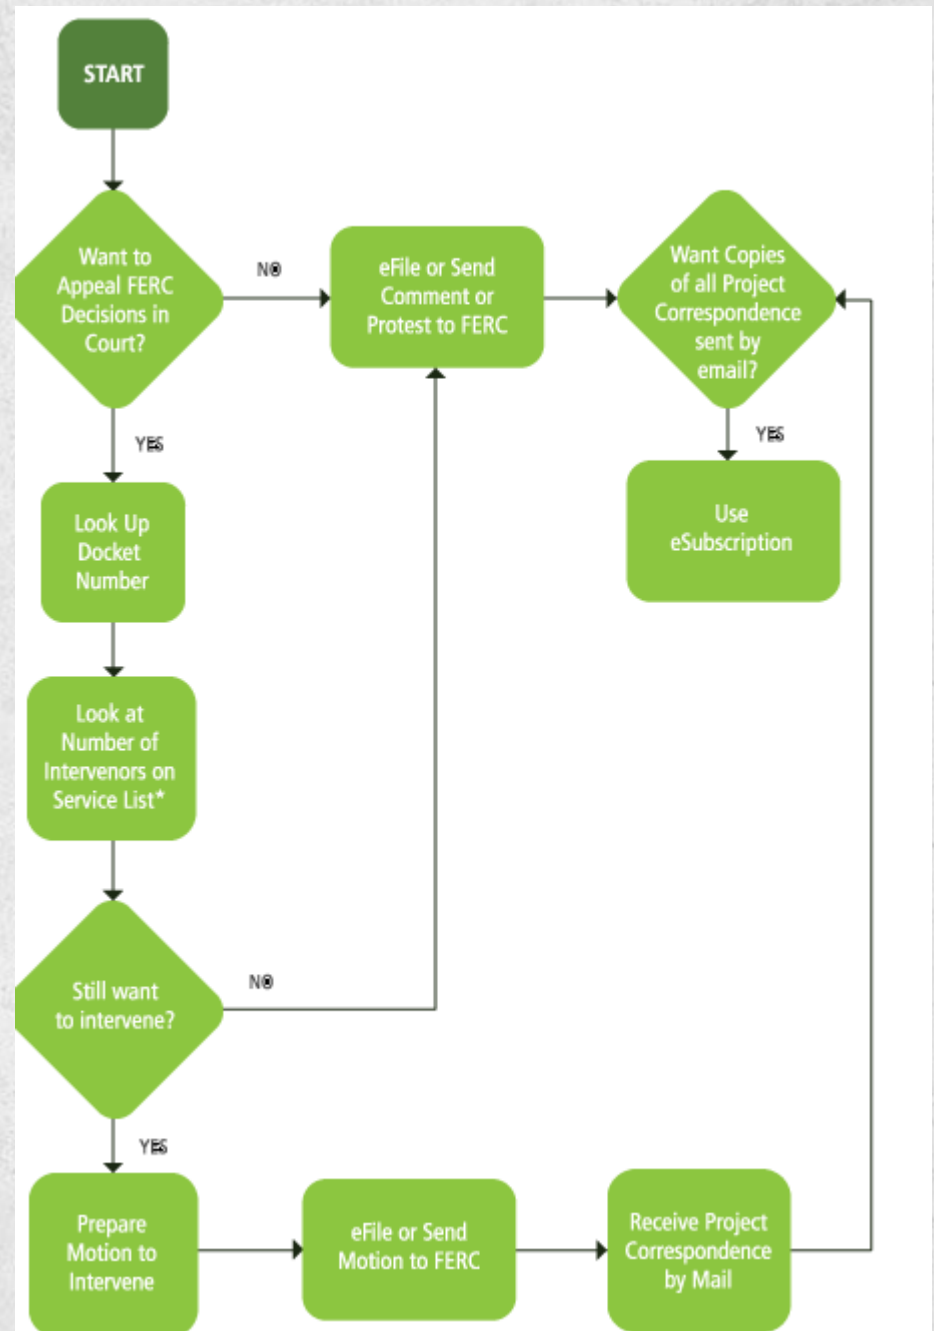 START
Want to
Appeal FERC
Decisions in
Court?
NO
eFile or Send
Comment or
Protest to FERC
Want Copies
of all Project
Correspondence
sent by
email?
YES
YES
Look Up
Docket
Number
Use
eSubscription
Look at
Number of
Intervenors on
Service List*
Still want
to intervene?
NO
YES
Prepare
Motion to
Intervene
eFile or Send
Motion to FERC
Receive Project
Correspondence
by Mail